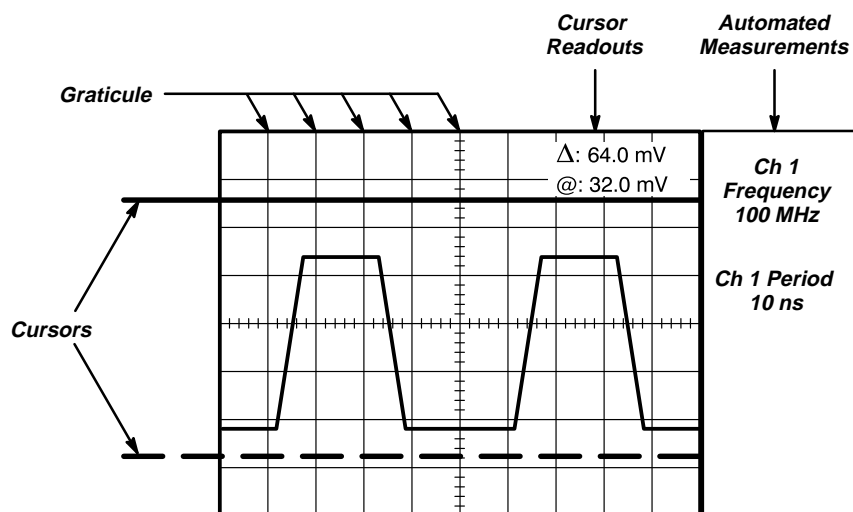 Cursor
Readouts
Automated
Measurements
Graticule
Δ: 64.0 mV
@: 32.0 mV
Ch 1
Frequency
100 MHz
Ch 1 Period
10 ns
Cursors